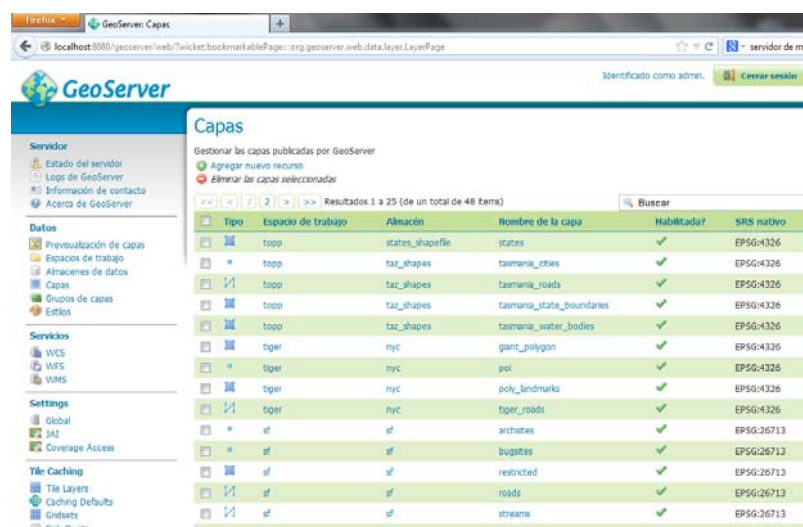 Firefox
GeoServer: Capas
localhost:8080/geoserver/web/?wicket:bookmarkablePage=:org.geoserver.web.data.layer.LayerPage
servidor de m
GeoServer
Identificado como admin.
Cerrar sesión
Servidor
Estado del servidor
Logs de GeoServer
Información de contacto
Acerca de GeoServer
Datos
Previsualización de capas
Espacios de trabajo
Almacenes de datos
Capas
Grupos de capas
Estilos
Servicios
WCS
WFS
WMS
Settings
Global
JAI
Coverage Access
Tile Caching
Tile Layers
Caching Defaults
Gridsets
Capas
Gestionar las capas publicadas por GeoServer
Agregar nuevo recurso
Eliminar las capas seleccionadas
<< < 1 2 > >> Resultados 1 a 25 (de un total de 48 ítems)
Buscar
Tipo Espacio de trabajo Almacén Nombre de la capa Habilitada? SRS nativo
topp states_shapefile states EPSG:4326
topp taz_shapes tasmania_cities EPSG:4326
topp taz_shapes tasmania_roads EPSG:4326
topp taz_shapes tasmania_state_boundaries EPSG:4326
topp taz_shapes tasmania_water_bodies EPSG:4326
tiger nyc giant_polygon EPSG:4326
tiger nyc poi EPSG:4326
tiger nyc poly_landmarks EPSG:4326
tiger nyc tiger_roads EPSG:4326
sf sf archsites EPSG:26713
sf sf bugsites EPSG:26713
sf sf restricted EPSG:26713
sf sf roads EPSG:26713
sf sf streams EPSG:26713